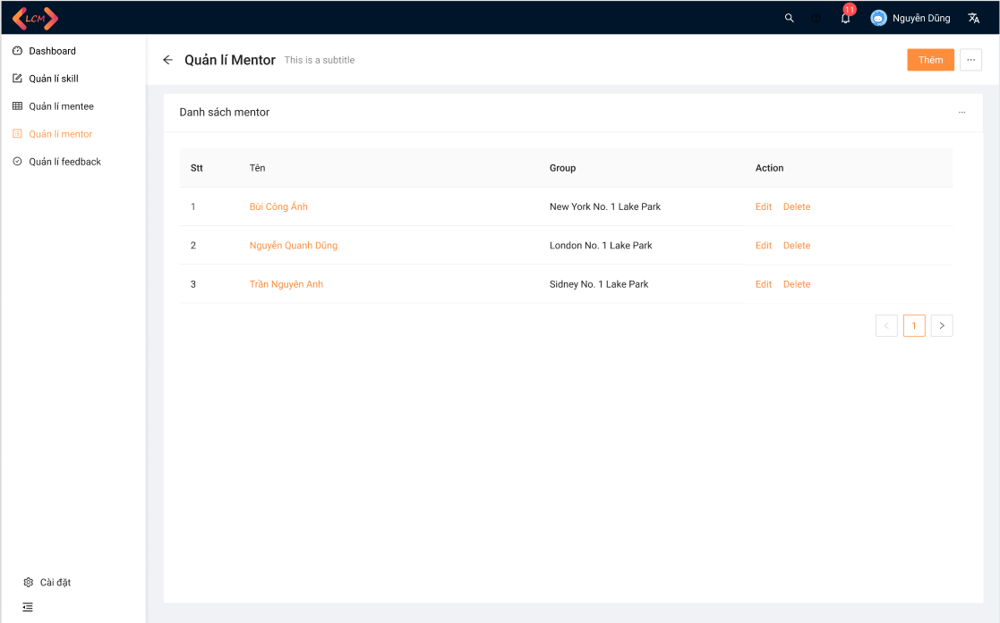 LCM
11
Nguyễn Dũng
Dashboard
Quản lí skill
Quản lí mentee
Quản lí mentor
Quản lí feedback
Quản lí Mentor This is a subtitle
Thêm
Danh sách mentor
Stt Tên Group Action
1 Bùi Công Ánh New York No. 1 Lake Park Edit Delete
2 Nguyễn Quanh Dũng London No. 1 Lake Park Edit Delete
3 Trần Nguyên Anh Sidney No. 1 Lake Park Edit Delete
1
Cài đặt